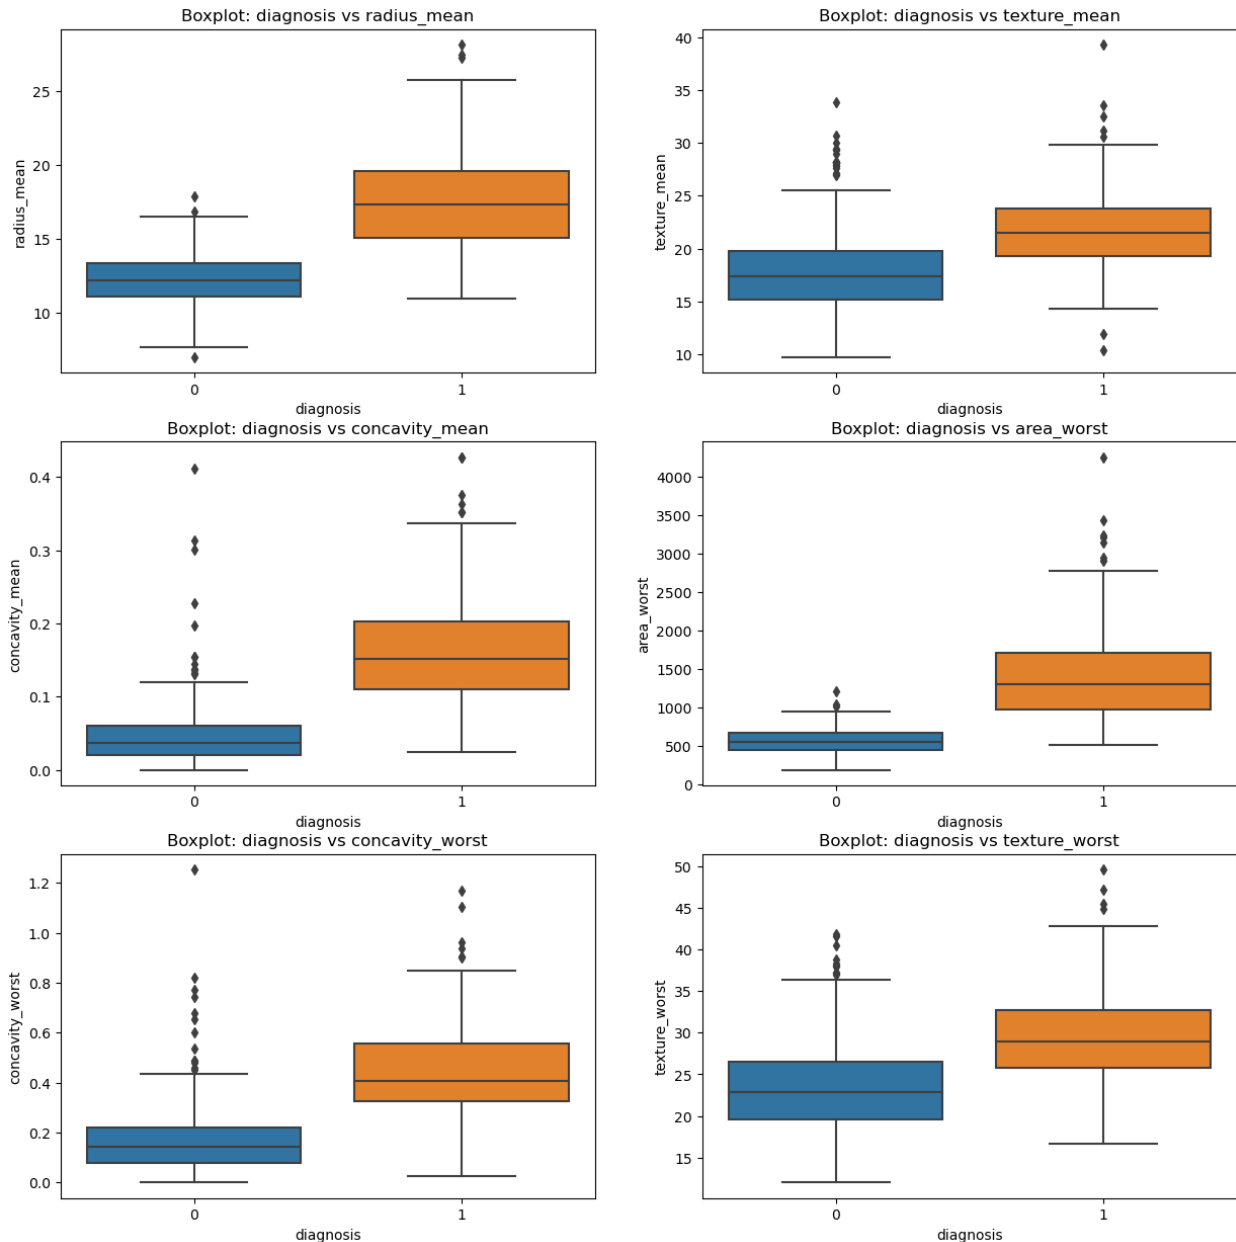 Boxplot: diagnosis vs radius_mean
radius_mean
25
20
15
10
0
1
diagnosis
Boxplot: diagnosis vs texture_mean
texture_mean
40
35
30
25
20
15
10
0
1
diagnosis
Boxplot: diagnosis vs concavity_mean
concavity_mean
0.4
0.3
0.2
0.1
0.0
0
1
diagnosis
Boxplot: diagnosis vs area_worst
area_worst
4000
3500
3000
2500
2000
1500
1000
500
0
0
1
diagnosis
Boxplot: diagnosis vs concavity_worst
concavity_worst
1.2
1.0
0.8
0.6
0.4
0.2
0.0
0
1
diagnosis
Boxplot: diagnosis vs texture_worst
texture_worst
50
45
40
35
30
25
20
15
0
1
diagnosis